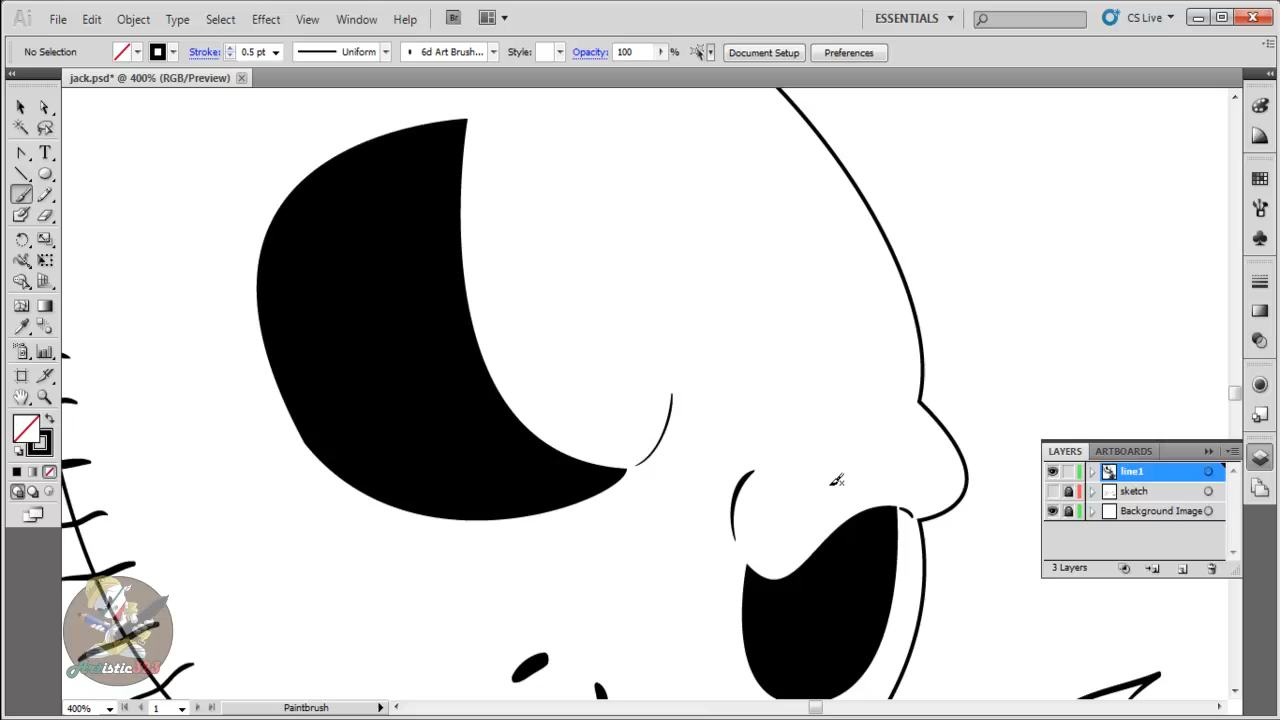 Ai File Edit Object Type Select Effect View Window Help Br ESSENTIALS CS Live
No Selection Stroke: 0.5 pt Uniform 6d Art Brush... Style: Opacity: 100 % Document Setup Preferences
jack.psd* @ 400% (RGB/Preview)
LAYERS ARTBOARDS
line1
sketch
Background Image
3 Layers
Artistic323
400% 1 Paintbrush